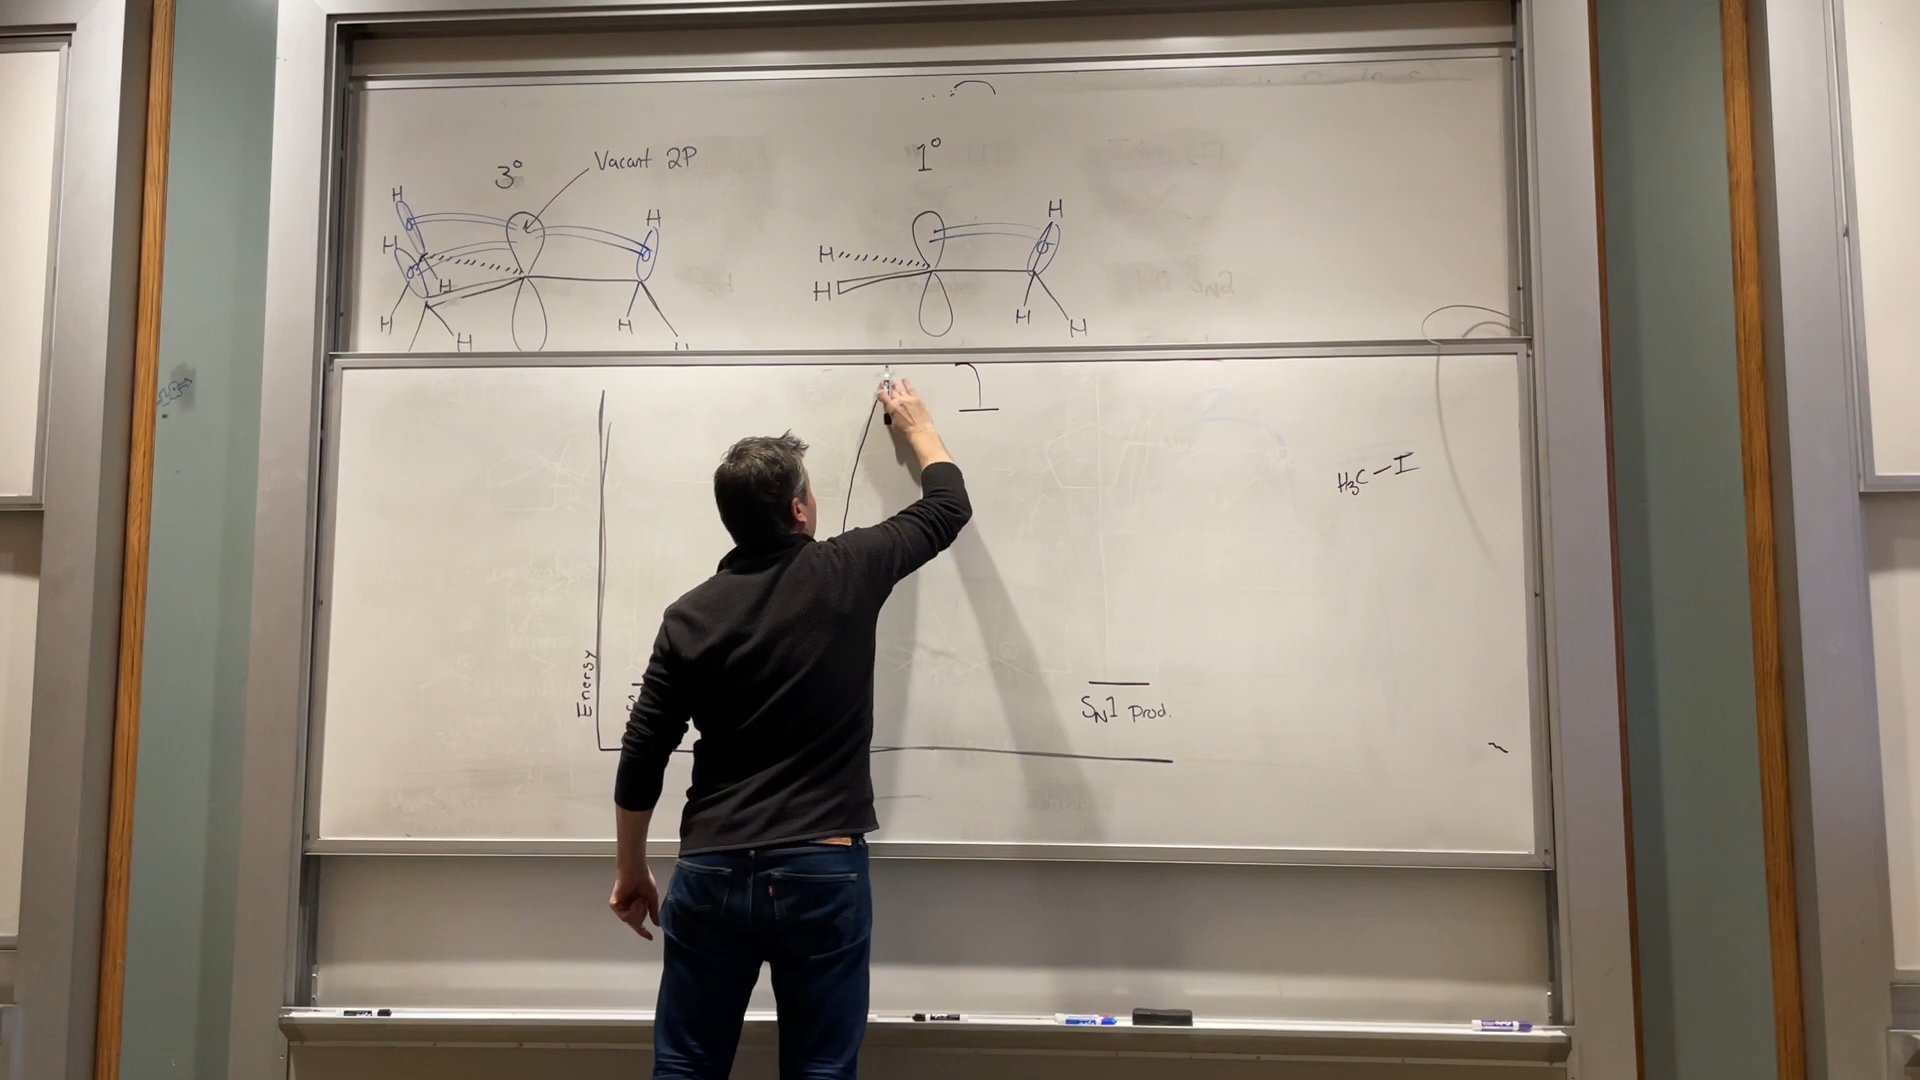 3° Vacant 2P 1°
H H H
H H
H H
H H H H
H H
Energy
SN1 prod.
H3C-I